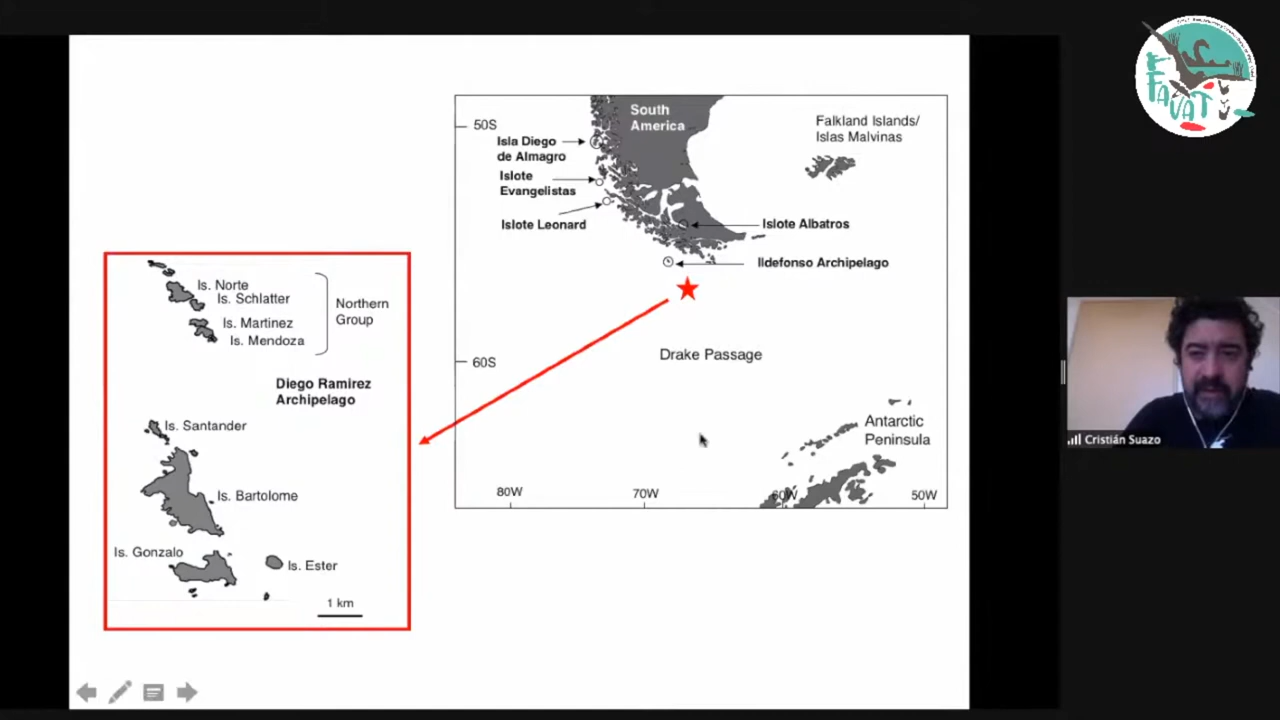 50S
South
America
Falkland Islands/
Islas Malvinas
Isla Diego
de Almagro
Islote
Evangelistas
Islote Leonard
Islote Albatros
Ildefonso Archipelago
60S
Drake Passage
Antarctic
Peninsula
80W
70W
60W
50W
Is. Norte
Is. Schlatter
Is. Martinez
Is. Mendoza
Northern
Group
Diego Ramirez
Archipelago
Is. Santander
Is. Bartolome
Is. Gonzalo
Is. Ester
1 km
Cristián Suazo